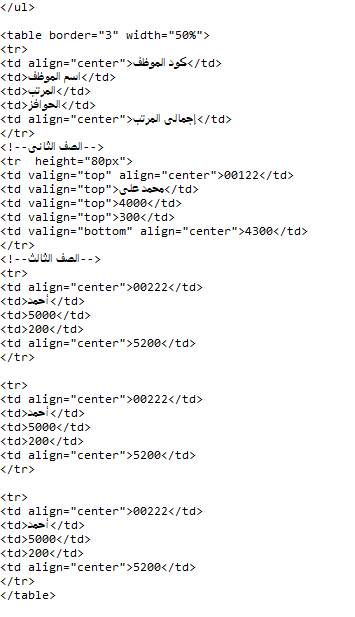 </ul>
<table border="3" width="50%">
<tr>
<td align="center">كود الموظف</td>
<td>اسم الموظف</td>
<td>المرتب</td>
<td>الحوافز</td>
<td align="center">إجمالى المرتب</td>
</tr>
<!--الصف الثانى-->
<tr  height="80px">
<td valign="top" align="center">00122</td>
<td valign="top">محمد على</td>
<td valign="top">4000</td>
<td valign="top">300</td>
<td valign="bottom" align="center">4300</td>
</tr>
<!--الصف الثالث-->
<tr>
<td align="center">00222</td>
<td>أحمد</td>
<td>5000</td>
<td>200</td>
<td align="center">5200</td>
</tr>
<tr>
<td align="center">00222</td>
<td>أحمد</td>
<td>5000</td>
<td>200</td>
<td align="center">5200</td>
</tr>
<tr>
<td align="center">00222</td>
<td>أحمد</td>
<td>5000</td>
<td>200</td>
<td align="center">5200</td>
</tr>
</table>